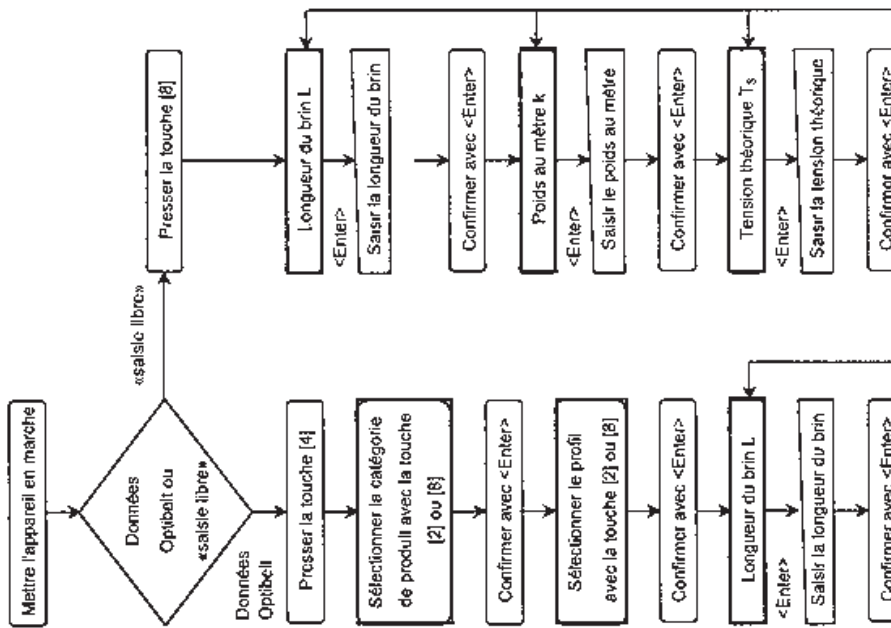 Mettre l'appareil en marche
Données
Optibelt ou
«saisie libre»
«saisie libre»
Données
Optibelt
Presser la touche [4]
Sélectionner la catégorie
de produit avec la touche
[2] ou [8]
Confirmer avec <Enter>
Sélectionner le profil
avec la touche [2] ou [8]
Confirmer avec <Enter>
Longueur du brin L
<Enter>
Saisir la longueur du brin
Confirmer avec <Enter>
Presser la touche [8]
Longueur du brin L
<Enter>
Saisir la longueur du brin
Confirmer avec <Enter>
Poids au mètre k
<Enter>
Saisir le poids au mètre
Confirmer avec <Enter>
Tension théorique Ts
<Enter>
Saisir la tension théorique
Confirmer avec <Enter>